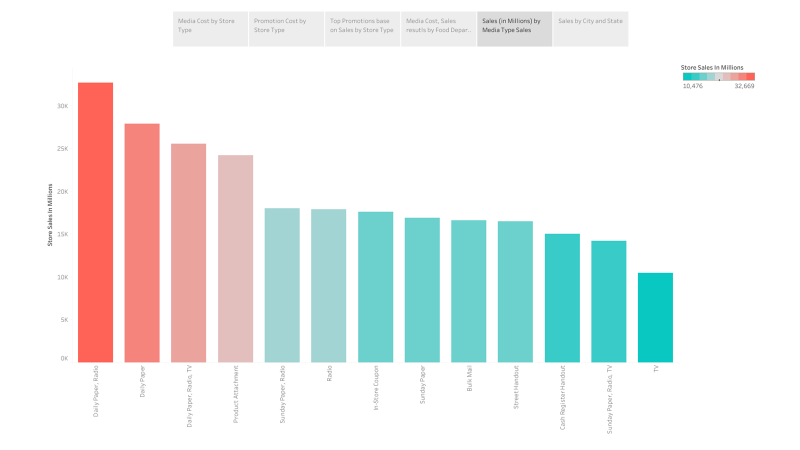 Media Cost by Store
Type
Promotion Cost by
Store Type
Top Promotions base
on Sales by Store Type
Media Cost, Sales
resutls by Food Depar..
Sales (in Millions) by
Media Type Sales
Sales by City and State
Store Sales in Millions
10,476
32,669
Store Sales in Millions
30K
25K
20K
15K
10K
5K
0K
Daily Paper, Radio
Daily Paper
Daily Paper, Radio, TV
Product Attachment
Sunday Paper, Radio
Radio
In-Store Coupon
Sunday Paper
Bulk Mail
Street Handout
Cash Register Handout
Sunday Paper, Radio, TV
TV